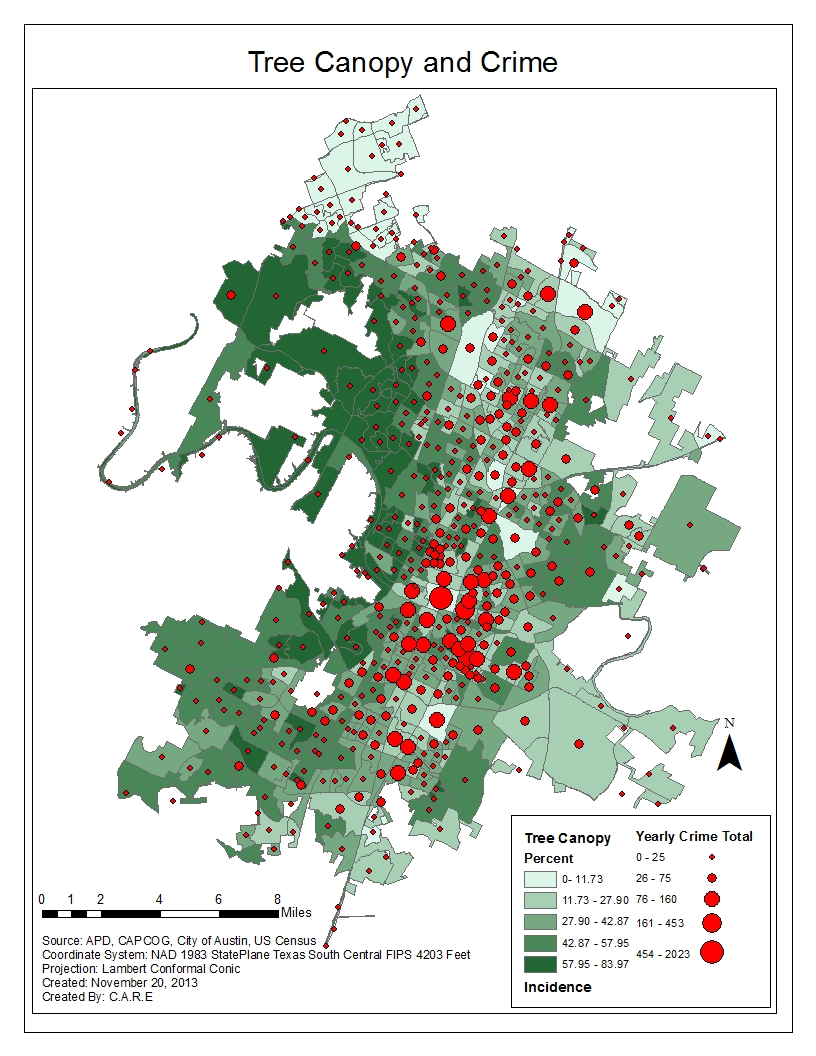 Tree Canopy and Crime
N
Tree Canopy
Percent
0- 11.73
11.73 - 27.90
27.90 - 42.87
42.87 - 57.95
57.95 - 83.97
Incidence
Yearly Crime Total
0 - 25
26 - 75
76 - 160
161 - 453
454 - 2023
0 1 2 4 6 8
Miles
Source: APD, CAPCOG, City of Austin, US Census
Coordinate System: NAD 1983 StatePlane Texas South Central FIPS 4203 Feet
Projection: Lambert Conformal Conic
Created: November 20, 2013
Created By: C.A.R.E